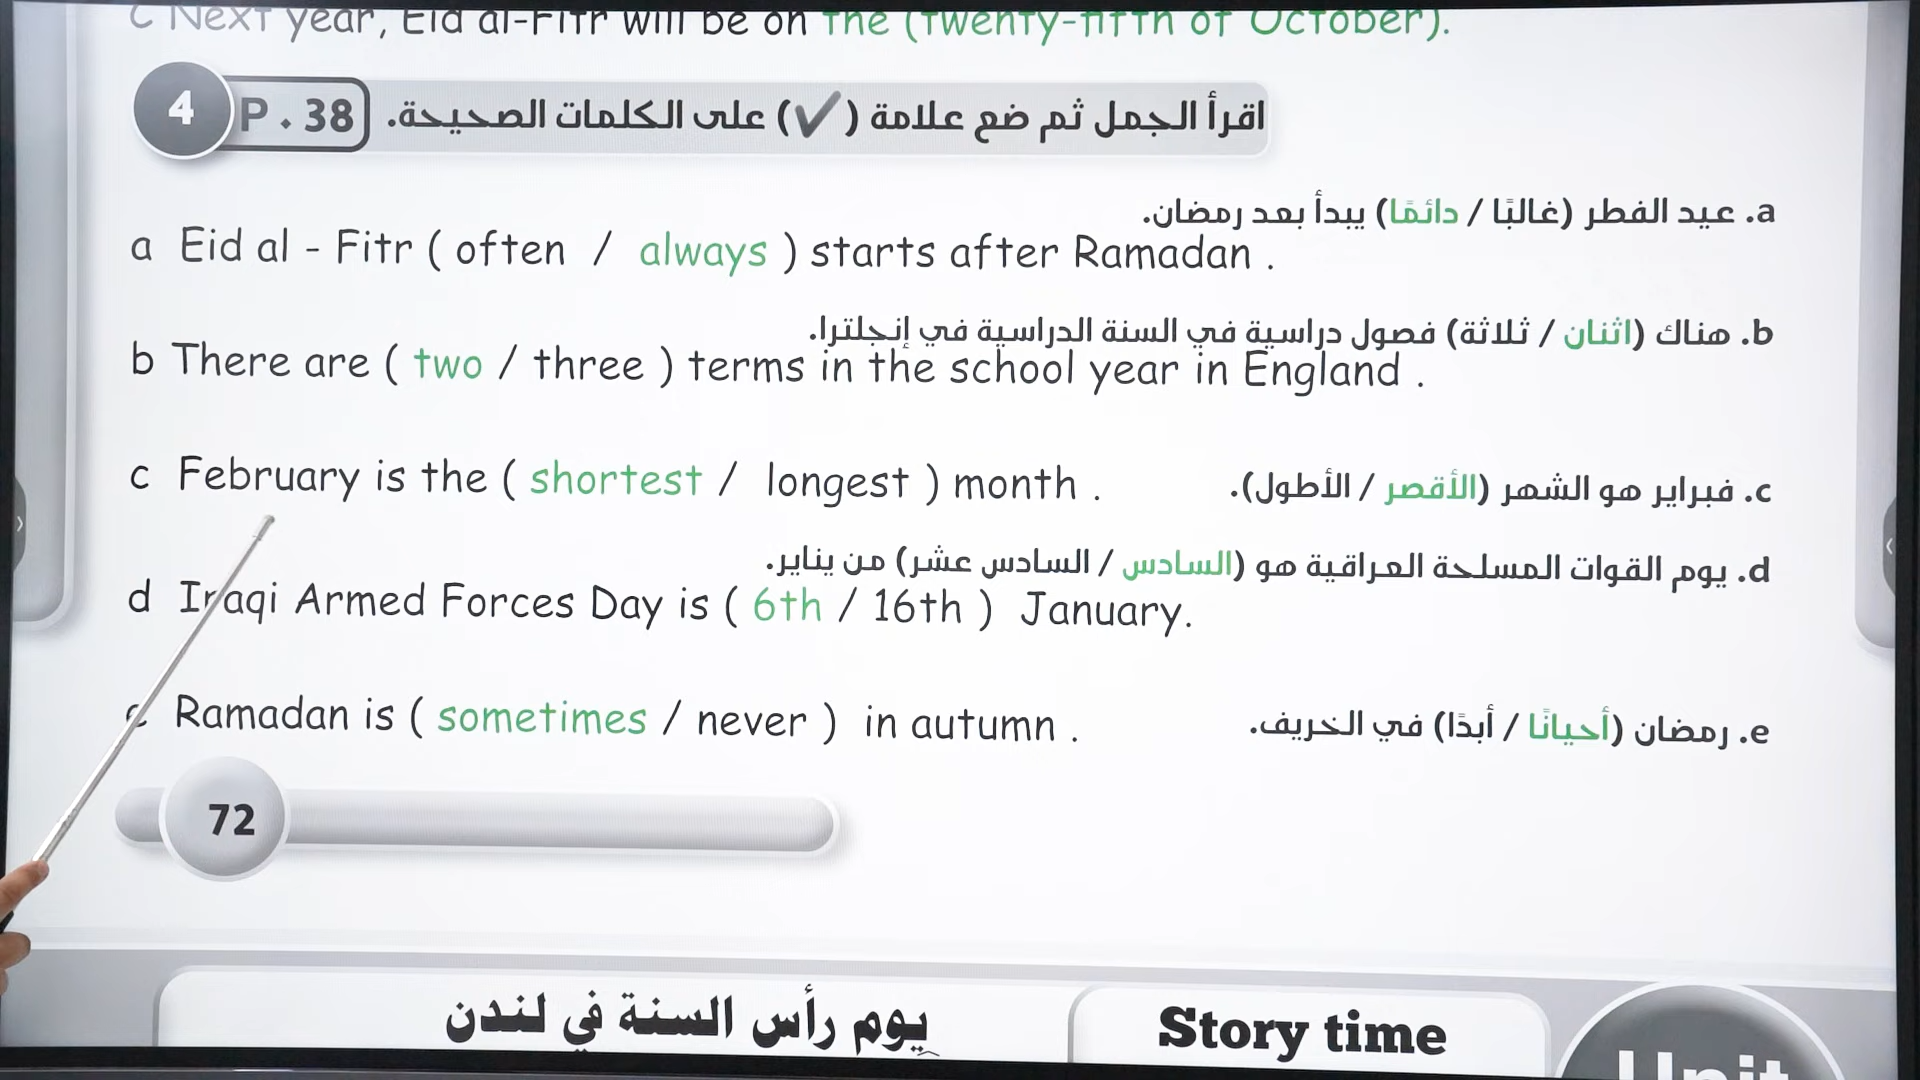 C Next year, Eid al-Fitr will be on the (twenty-fifth of October).
4 P. 38 اقرأ الجمل ثم ضع علامة (✔) على الكلمات الصحيحة.
a. عيد الفطر (غالبًا / دائمًا) يبدأ بعد رمضان.
a Eid al - Fitr ( often / always ) starts after Ramadan .
b. هناك (اثنان / ثلاثة) فصول دراسية في السنة الدراسية في إنجلترا.
b There are ( two / three ) terms in the school year in England .
c February is the ( shortest / longest ) month .
c. فبراير هو الشهر (الأقصر / الأطول).
d. يوم القوات المسلحة العراقية هو (السادس / السادس عشر) من يناير.
d Iraqi Armed Forces Day is ( 6th / 16th ) January.
e Ramadan is ( sometimes / never ) in autumn .
e. رمضان (أحيانًا / أبدًا) في الخريف.
72
يوم رأس السنة في لندن
Story time
Unit